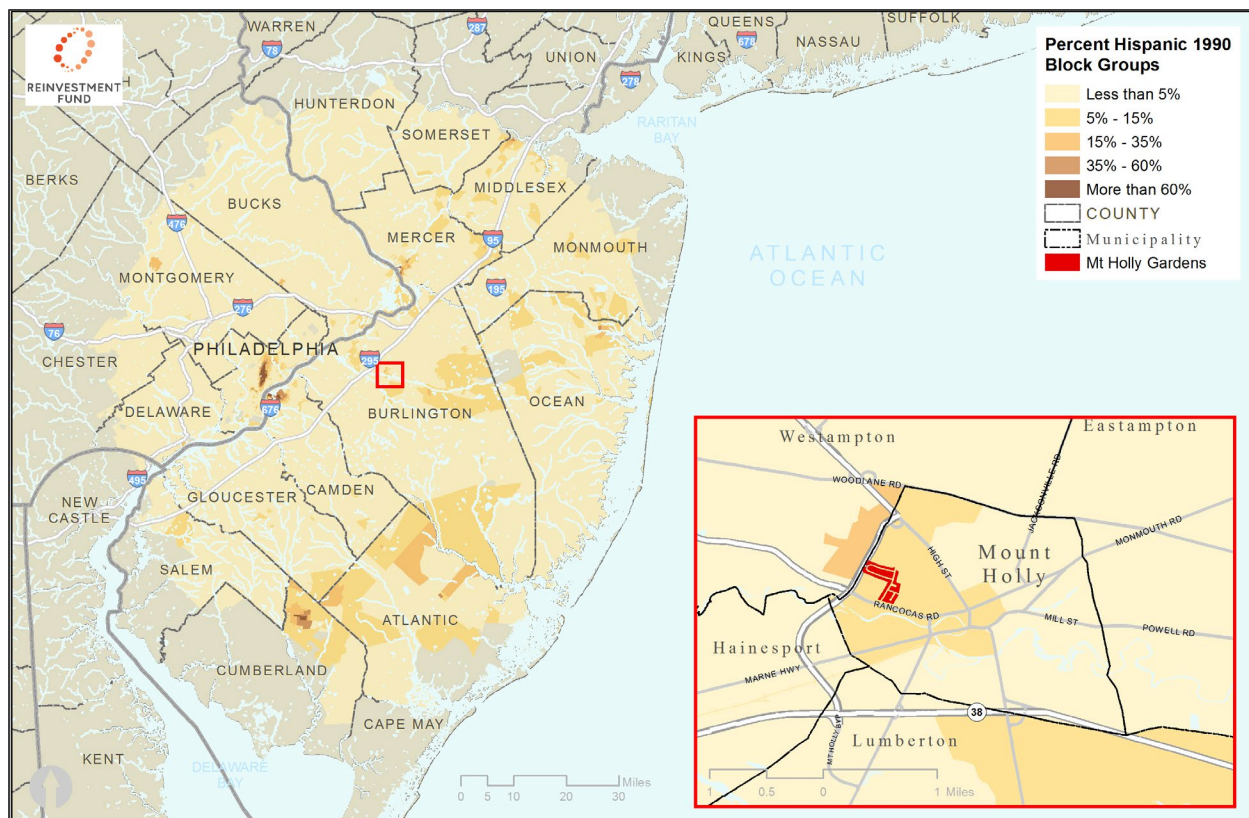 REINVESTMENT
FUND
WARREN
287
QUEENS
SUFFOLK
678
NASSAU
78
UNION
KINGS
278
HUNTERDON
SOMERSET
RARITAN
BAY
BERKS
MIDDLESEX
BUCKS
476
MERCER
95
MONMOUTH
MONTGOMERY
195
276
76
PHILADELPHIA
CHESTER
295
676
DELAWARE
BURLINGTON
OCEAN
495
NEW
CASTLE
GLOUCESTER
CAMDEN
SALEM
ATLANTIC
CUMBERLAND
CAPE MAY
KENT
DELAWARE
BAY
ATLANTIC
OCEAN
Miles
0 5 10 20 30
Percent Hispanic 1990
Block Groups
Less than 5%
5% - 15%
15% - 35%
35% - 60%
More than 60%
COUNTY
Municipality
Mt Holly Gardens
Westampton
Eastampton
WOODLANE RD
JACKSONVILLE RD
MONMOUTH RD
HIGH ST
Mount
Holly
RANCOCAS RD
MILL ST
POWELL RD
Hainesport
MARNE HWY
38
MT HOLLY BYP
Lumberton
1 0.5 0 1 Miles